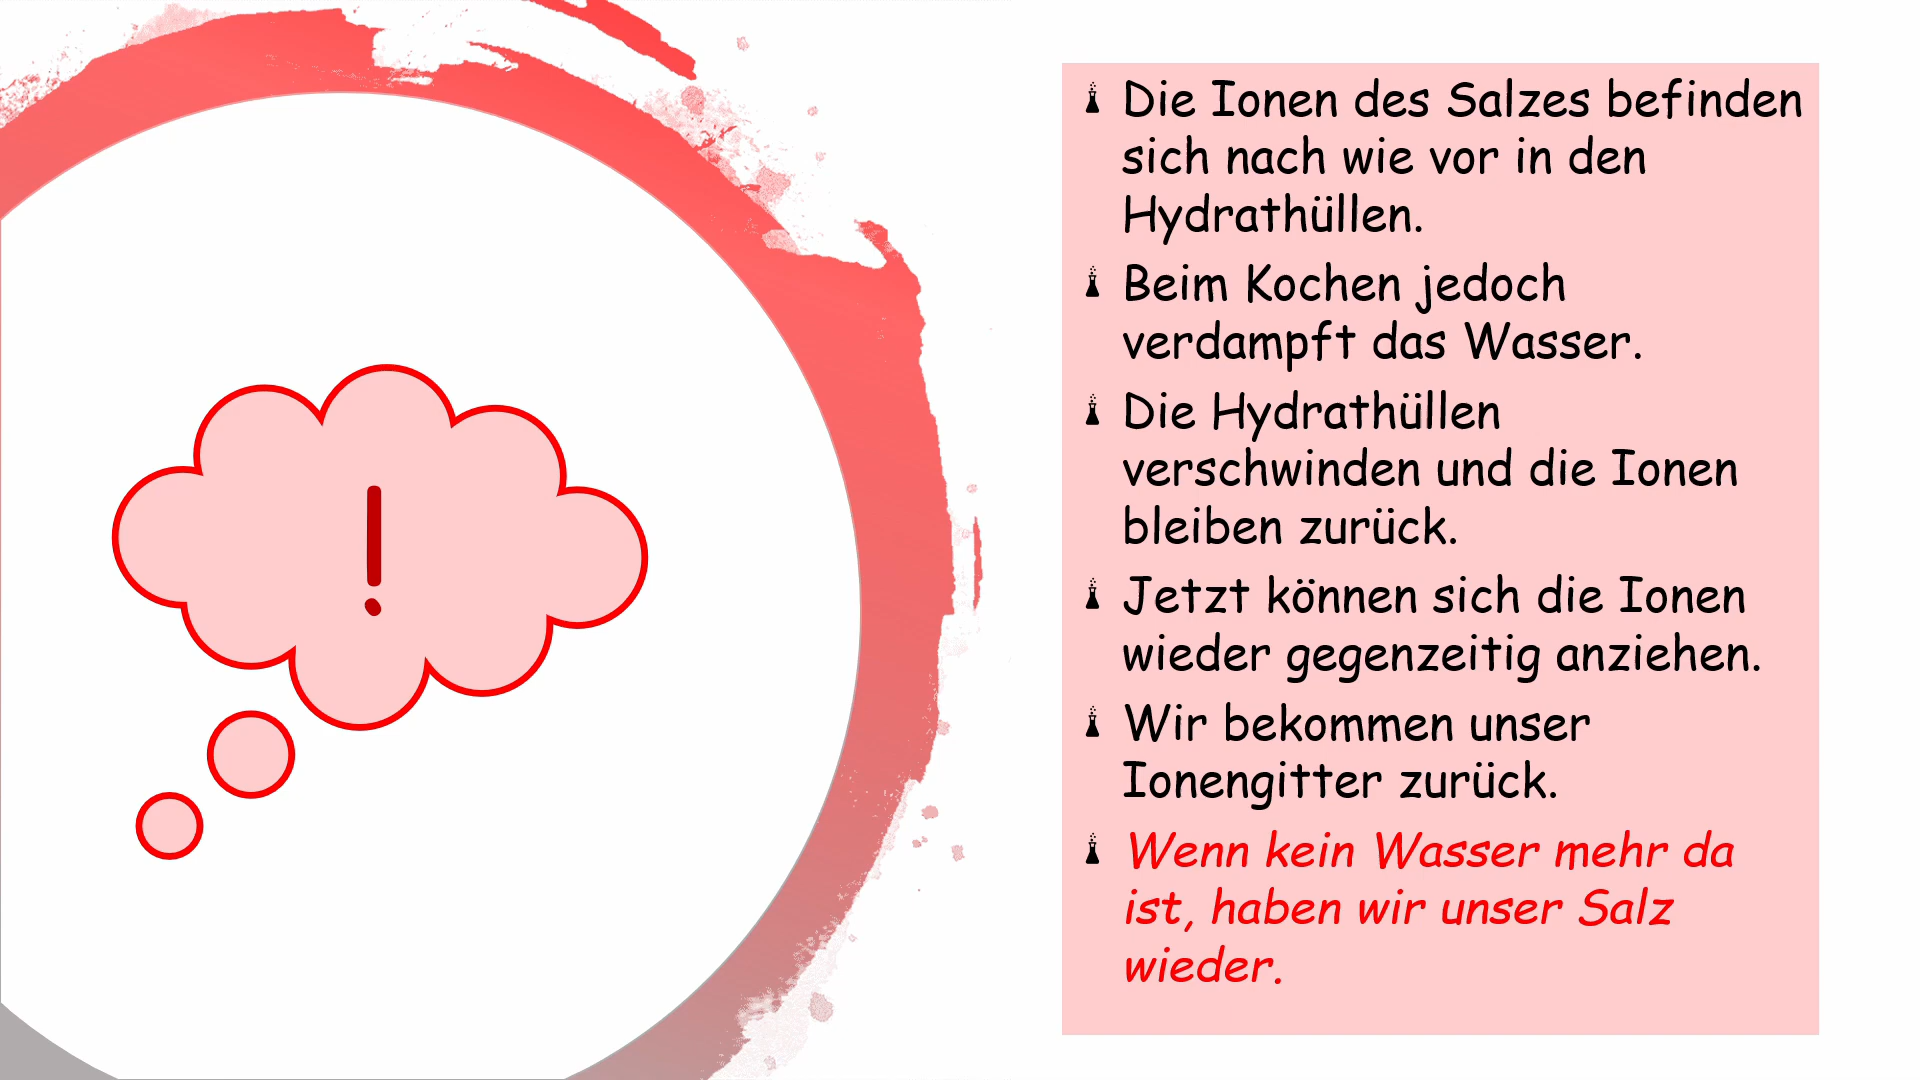 !
Die Ionen des Salzes befinden
sich nach wie vor in den
Hydrathüllen.
Beim Kochen jedoch
verdampft das Wasser.
Die Hydrathüllen
verschwinden und die Ionen
bleiben zurück.
Jetzt können sich die Ionen
wieder gegenzeitig anziehen.
Wir bekommen unser
Ionengitter zurück.
Wenn kein Wasser mehr da
ist, haben wir unser Salz
wieder.